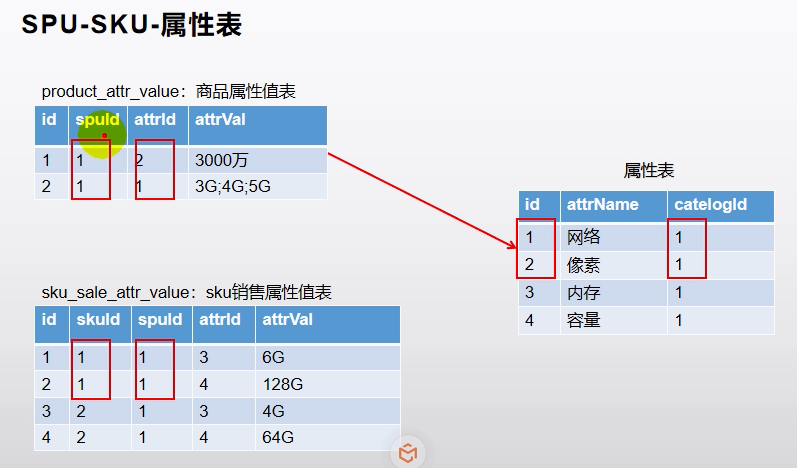 SPU-SKU-属性表
product_attr_value：商品属性值表
id spuId attrId attrVal
1 1 2 3000万
2 1 1 3G;4G;5G
属性表
id attrName catelogId
1 网络 1
2 像素 1
3 内存 1
4 容量 1
sku_sale_attr_value：sku销售属性值表
id skuId spuId attrId attrVal
1 1 1 3 6G
2 1 1 4 128G
3 2 1 3 4G
4 2 1 4 64G